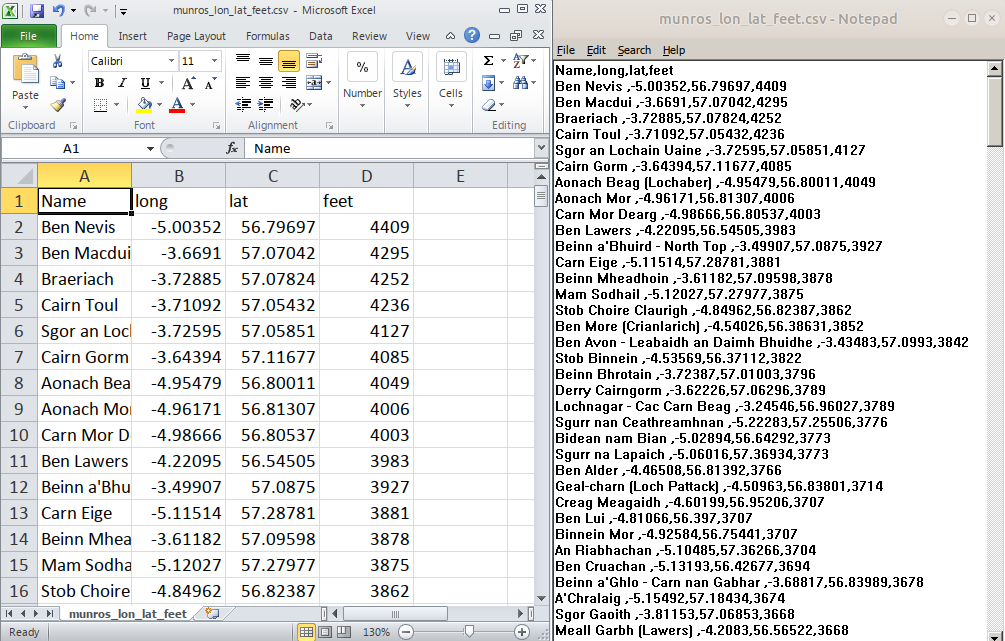 munros_lon_lat_feet.csv - Microsoft Excel
File Home Insert Page Layout Formulas Data Review View
Paste
Calibri 11
B I U A A
A
% A
Number Styles Cells
Σ
Clipboard Font Alignment Editing
A1 fx Name
A B C D E
1 Name long lat feet
2 Ben Nevis -5.00352 56.79697 4409
3 Ben Macdui -3.6691 57.07042 4295
4 Braeriach -3.72885 57.07824 4252
5 Cairn Toul -3.71092 57.05432 4236
6 Sgor an Loch -3.72595 57.05851 4127
7 Cairn Gorm -3.64394 57.11677 4085
8 Aonach Bea -4.95479 56.80011 4049
9 Aonach Mor -4.96171 56.81307 4006
10 Carn Mor D -4.98666 56.80537 4003
11 Ben Lawers -4.22095 56.54505 3983
12 Beinn a'Bhu -3.49907 57.0875 3927
13 Carn Eige -5.11514 57.28781 3881
14 Beinn Mhea -3.61182 57.09598 3878
15 Mam Sodha -5.12027 57.27977 3875
16 Stob Choire -4.84962 56.82387 3862
munros_lon_lat_feet
Ready 130%
munros_lon_lat_feet.csv - Notepad
File Edit Search Help
Name,long,lat,feet
Ben Nevis ,-5.00352,56.79697,4409
Ben Macdui ,-3.6691,57.07042,4295
Braeriach ,-3.72885,57.07824,4252
Cairn Toul ,-3.71092,57.05432,4236
Sgor an Lochain Uaine ,-3.72595,57.05851,4127
Cairn Gorm ,-3.64394,57.11677,4085
Aonach Beag (Lochaber) ,-4.95479,56.80011,4049
Aonach Mor ,-4.96171,56.81307,4006
Carn Mor Dearg ,-4.98666,56.80537,4003
Ben Lawers ,-4.22095,56.54505,3983
Beinn a'Bhuird - North Top ,-3.49907,57.0875,3927
Carn Eige ,-5.11514,57.28781,3881
Beinn Mheadhoin ,-3.61182,57.09598,3878
Mam Sodhail ,-5.12027,57.27977,3875
Stob Choire Claurigh ,-4.84962,56.82387,3862
Ben More (Crianlarich) ,-4.54026,56.38631,3852
Ben Avon - Leabaidh an Daimh Bhuidhe ,-3.43483,57.0993,3842
Stob Binnein ,-4.53569,56.37112,3822
Beinn Bhrotain ,-3.72387,57.01003,3796
Derry Cairngorm ,-3.62226,57.06296,3789
Lochnagar - Cac Carn Beag ,-3.24546,56.96027,3789
Sgurr nan Ceathreamhnan ,-5.22283,57.25506,3776
Bidean nam Bian ,-5.02894,56.64292,3773
Sgurr na Lapaich ,-5.06016,57.36934,3773
Ben Alder ,-4.46508,56.81392,3766
Geal-charn (Loch Pattack) ,-4.50963,56.83801,3714
Creag Meagaidh ,-4.60199,56.95206,3707
Ben Lui ,-4.81066,56.397,3707
Binnein Mor ,-4.92584,56.75441,3707
An Riabhachan ,-5.10485,57.36266,3704
Ben Cruachan ,-5.13193,56.42677,3694
Beinn a'Ghlo - Carn nan Gabhar ,-3.68817,56.83989,3678
A'Chralaig ,-5.15492,57.18434,3674
Sgor Gaoith ,-3.81153,57.06853,3668
Meall Garbh (Lawers) ,-4.2083,56.56522,3668